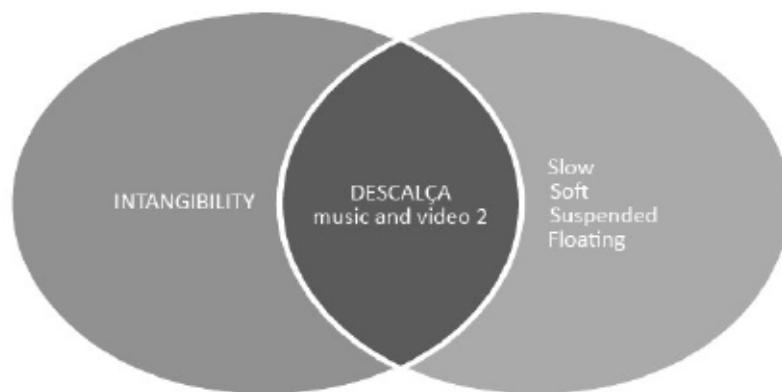 INTANGIBILITY
DESCALÇA
music and video 2
Slow
Soft
Suspended
Floating